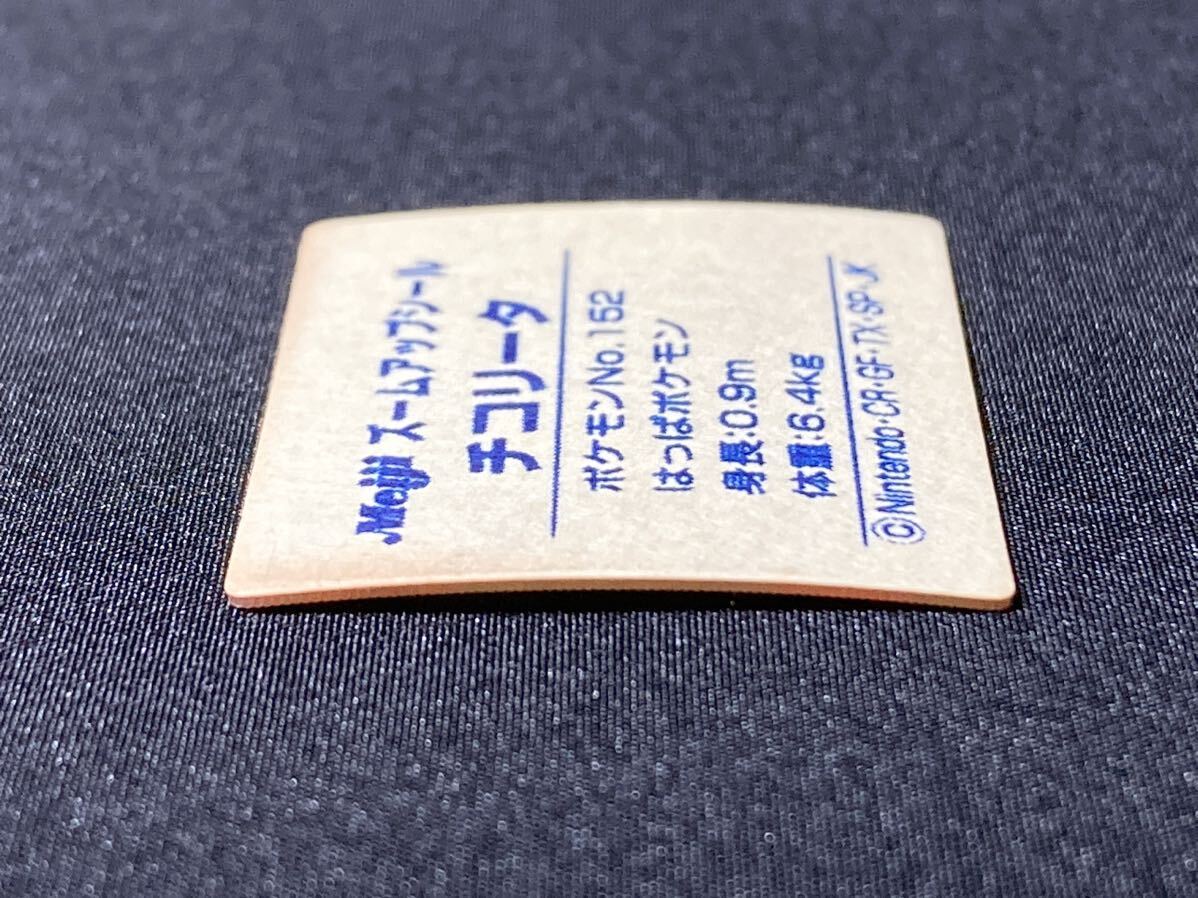 Meiji ズームアップシール
チコリータ
ポケモンNo.152
はっぱポケモン
身長:0.9m
体重:6.4kg
©Nintendo・CR・GF・TX・SP・JK